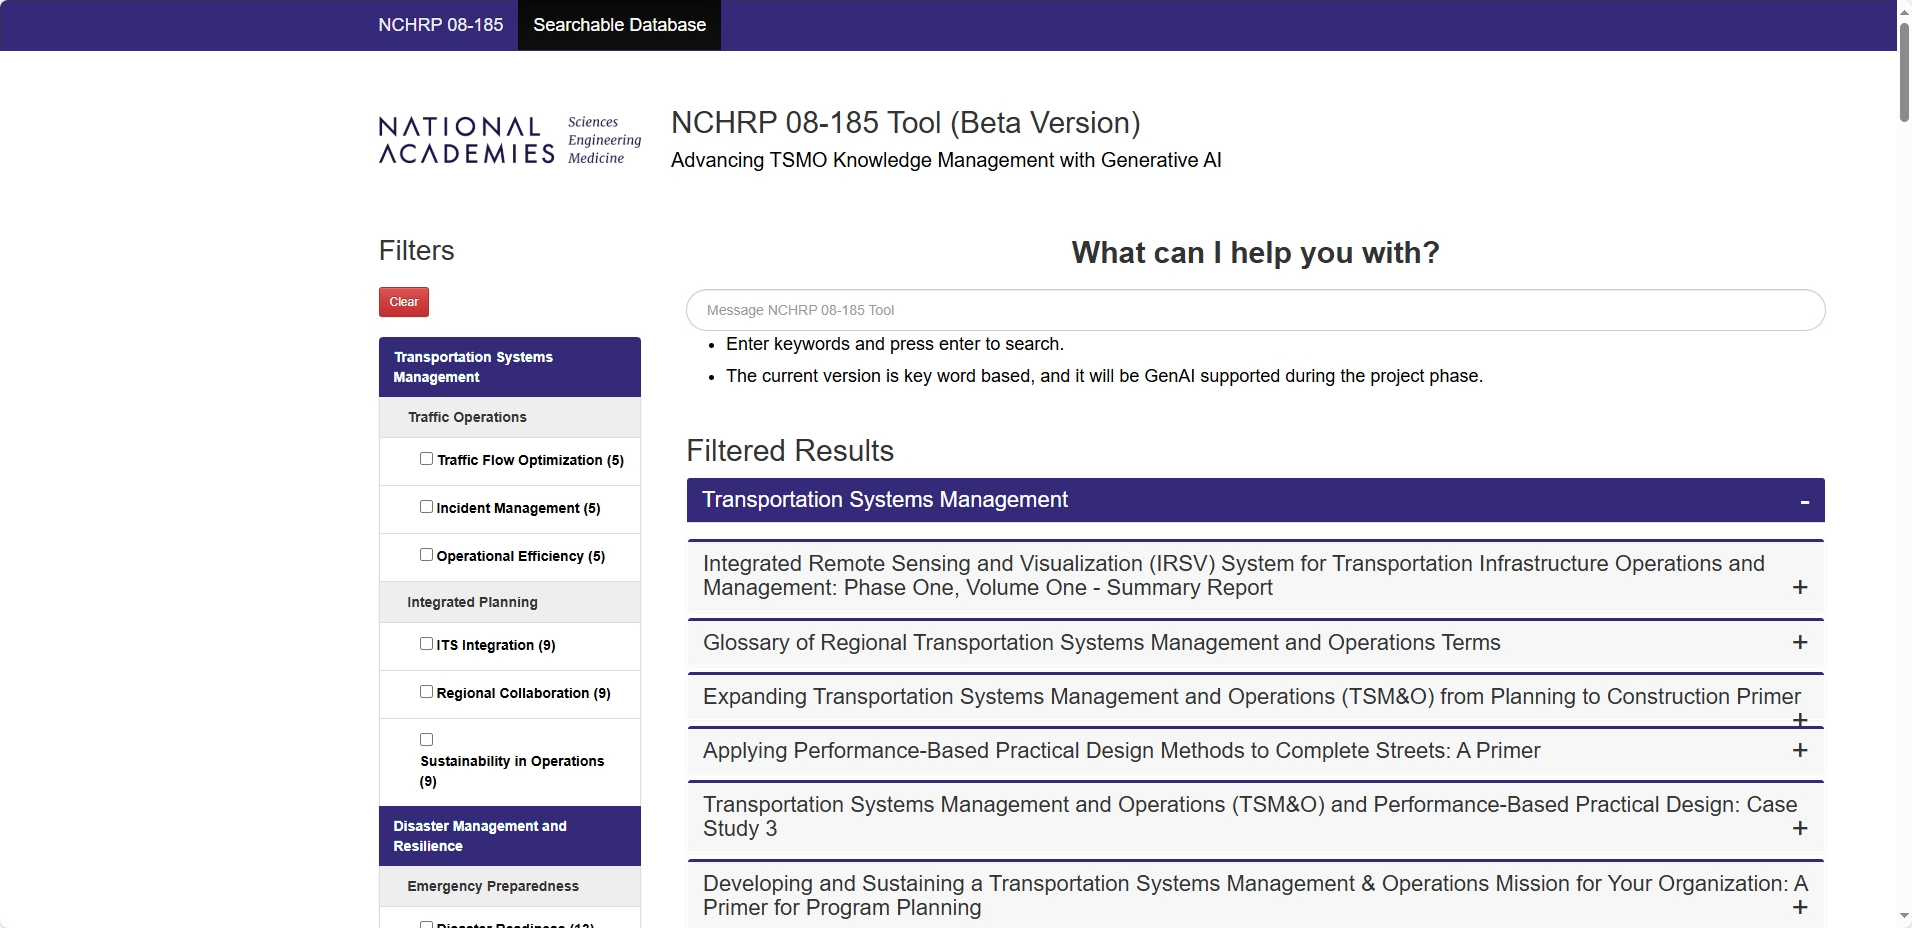 NCHRP 08-185
Searchable Database
NATIONAL
ACADEMIES
Sciences
Engineering
Medicine
NCHRP 08-185 Tool (Beta Version)
Advancing TSMO Knowledge Management with Generative AI
Filters
Clear
Transportation Systems
Management
Traffic Operations
Traffic Flow Optimization (5)
Incident Management (5)
Operational Efficiency (5)
Integrated Planning
ITS Integration (9)
Regional Collaboration (9)
Sustainability in Operations
(9)
Disaster Management and
Resilience
Emergency Preparedness
Disaster Readiness (13)
What can I help you with?
Message NCHRP 08-185 Tool
• Enter keywords and press enter to search.
• The current version is key word based, and it will be GenAI supported during the project phase.
Filtered Results
Transportation Systems Management -
Integrated Remote Sensing and Visualization (IRSV) System for Transportation Infrastructure Operations and
Management: Phase One, Volume One - Summary Report +
Glossary of Regional Transportation Systems Management and Operations Terms +
Expanding Transportation Systems Management and Operations (TSM&O) from Planning to Construction Primer
+
Applying Performance-Based Practical Design Methods to Complete Streets: A Primer +
Transportation Systems Management and Operations (TSM&O) and Performance-Based Practical Design: Case
Study 3 +
Developing and Sustaining a Transportation Systems Management & Operations Mission for Your Organization: A
Primer for Program Planning +